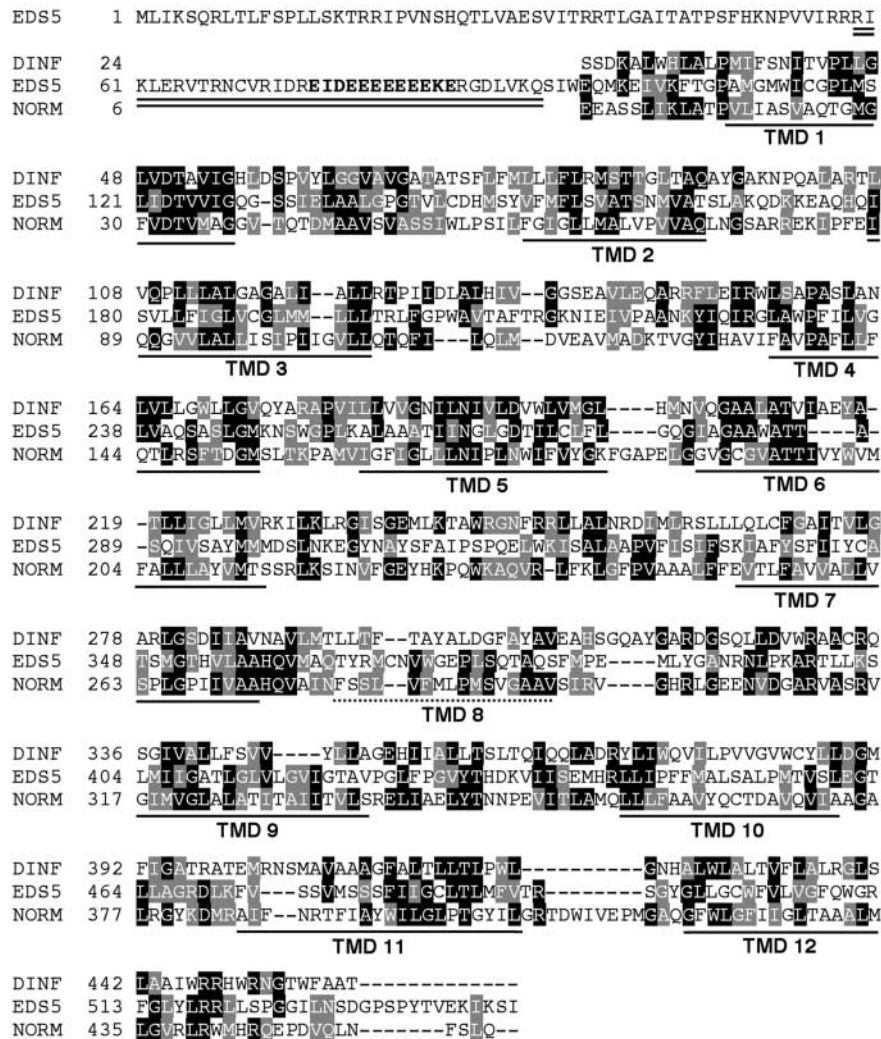 EDS5 1 MLIKSQRLTLFSPLLSKTRRIPVNSHQTLVAESVITRRTLGAITATPSFHKNPVVIRRRI
DINF 24 SSDKALWHLALPMIFSNITVPLLG
EDS5 61 KLERVTRNCVRIDREIDEEEEEEEKERGDLVKQSIWEQMKEIVKFTGPAMGMWICGPLMS
NORM 6 EEASSLIKLATPVLIASVAQTGMG
TMD 1
DINF 48 LVDTAVIGHLDSPVYLGGVAVGATATSFLFMLLLFLRMSTTGLTAQAYGAKNPQALARTL
EDS5 121 LIDTVVIGQG-SSIELAALGPGTVLCDHMSYVFMFLSVATSNMVATSLAKQDKKEAQHQI
NORM 30 FVDTVMAGGV-TQTDMAAVSVASSIWLPSILFGIGLLMALVPVVAQLNGSARREKIPFEI
TMD 2
DINF 108 VQPLLLALGAGALI--ALLRTPIIDLALHIV--GGSEAVLEQARRFLEIRWLSAPASLAN
EDS5 180 SVLLFIGLVCGLMM--LLLTRLFGPWAVTAFTRGKNIEIVPAANKYIQIRGLAWPFILVG
NORM 89 QQGVVLALLISIPIIGVLLQTQFI---LQLM--DVEAVMADKTVGYIHAVIFAVPAFLLF
TMD 3 TMD 4
DINF 164 LVLLGWLLGVQYARAPVILLVVGNILNIVLDVWLVMGL----HMNVQGAALATVIAEYA-
EDS5 238 LVAQSASLGMKNSWGPLKALAAATIINGLGDTILCLFL----GQGIAGAAWATT----A-
NORM 144 QTLRSFTDGMSLTKPAMVIGFIGLLLNIPLNWIFVYGKFGAPELGGVGCGVATTIVYWVM
TMD 5 TMD 6
DINF 219 -TLLIGLLMVRKILKLRGISGEMLKTAWRGNFRRLLALNRDIMLRSLLLQLCFGAITVLG
EDS5 289 -SQIVSAYMMMDSLNKEGYNAYSFAIPSPQELWKISALAAPVFISIFSKIAFYSFIIYCA
NORM 204 FALLLAYVMTSSRLKSINVFGEYHKPQWKAQVR-LFKLGFPVAAALFFEVTLFAVVALLV
TMD 7
DINF 278 ARLGSDIIAVNAVLMTLLTF--TAYALDGFAYAVEAHSGQAYGARDGSQLLDVWRAACRQ
EDS5 348 TSMGTHVLAAHQVMAQTYRMCNVWGEPLSQTAQSFMPE----MLYGANRNLPKARTLLKS
NORM 263 SPLGPIIVAAHQVAINFSSL--VFMLPMSVGAAVSIRV----GHRLGEENVDGARVASRV
TMD 8
DINF 336 SGIVALLFSVV----YLLAGEHIIALLTSLTQIQQLADRYLIWQVILPVVGVWCYLLDGM
EDS5 404 LMIIGATLGLVLGVIGTAVPGLFPGVYTHDKVIISEMHRLLIPFFMALSALPMTVSLEGT
NORM 317 GIMVGLALATITAIITVLSRELIAELYTNNPEVITLAMQLLLFAAVYQCTDAVQVIAAGA
TMD 9 TMD 10
DINF 392 FIGATRATEMRNSMAVAAAGFALTLLTLPWL----------GNHALWLALTVFLALRGLS
EDS5 464 LLAGRDLKFV---SSVMSSSFIIGCLTLMFVTR--------SGYGLLGCWFVLVGFQWGR
NORM 377 LRGYKDMRAIF--NRTFIAYWILGLPTGYILGRTDWIVEPMGAQGFWLGFIIGLTAAALM
TMD 11 TMD 12
DINF 442 LAAIWRRHWRNGTWFAAT-------------
EDS5 513 FGLYLRRLLSPGGILNSDGPSPYTVEKIKSI
NORM 435 LGVRLRWMHRQEPDVQLN-------FSLQ--